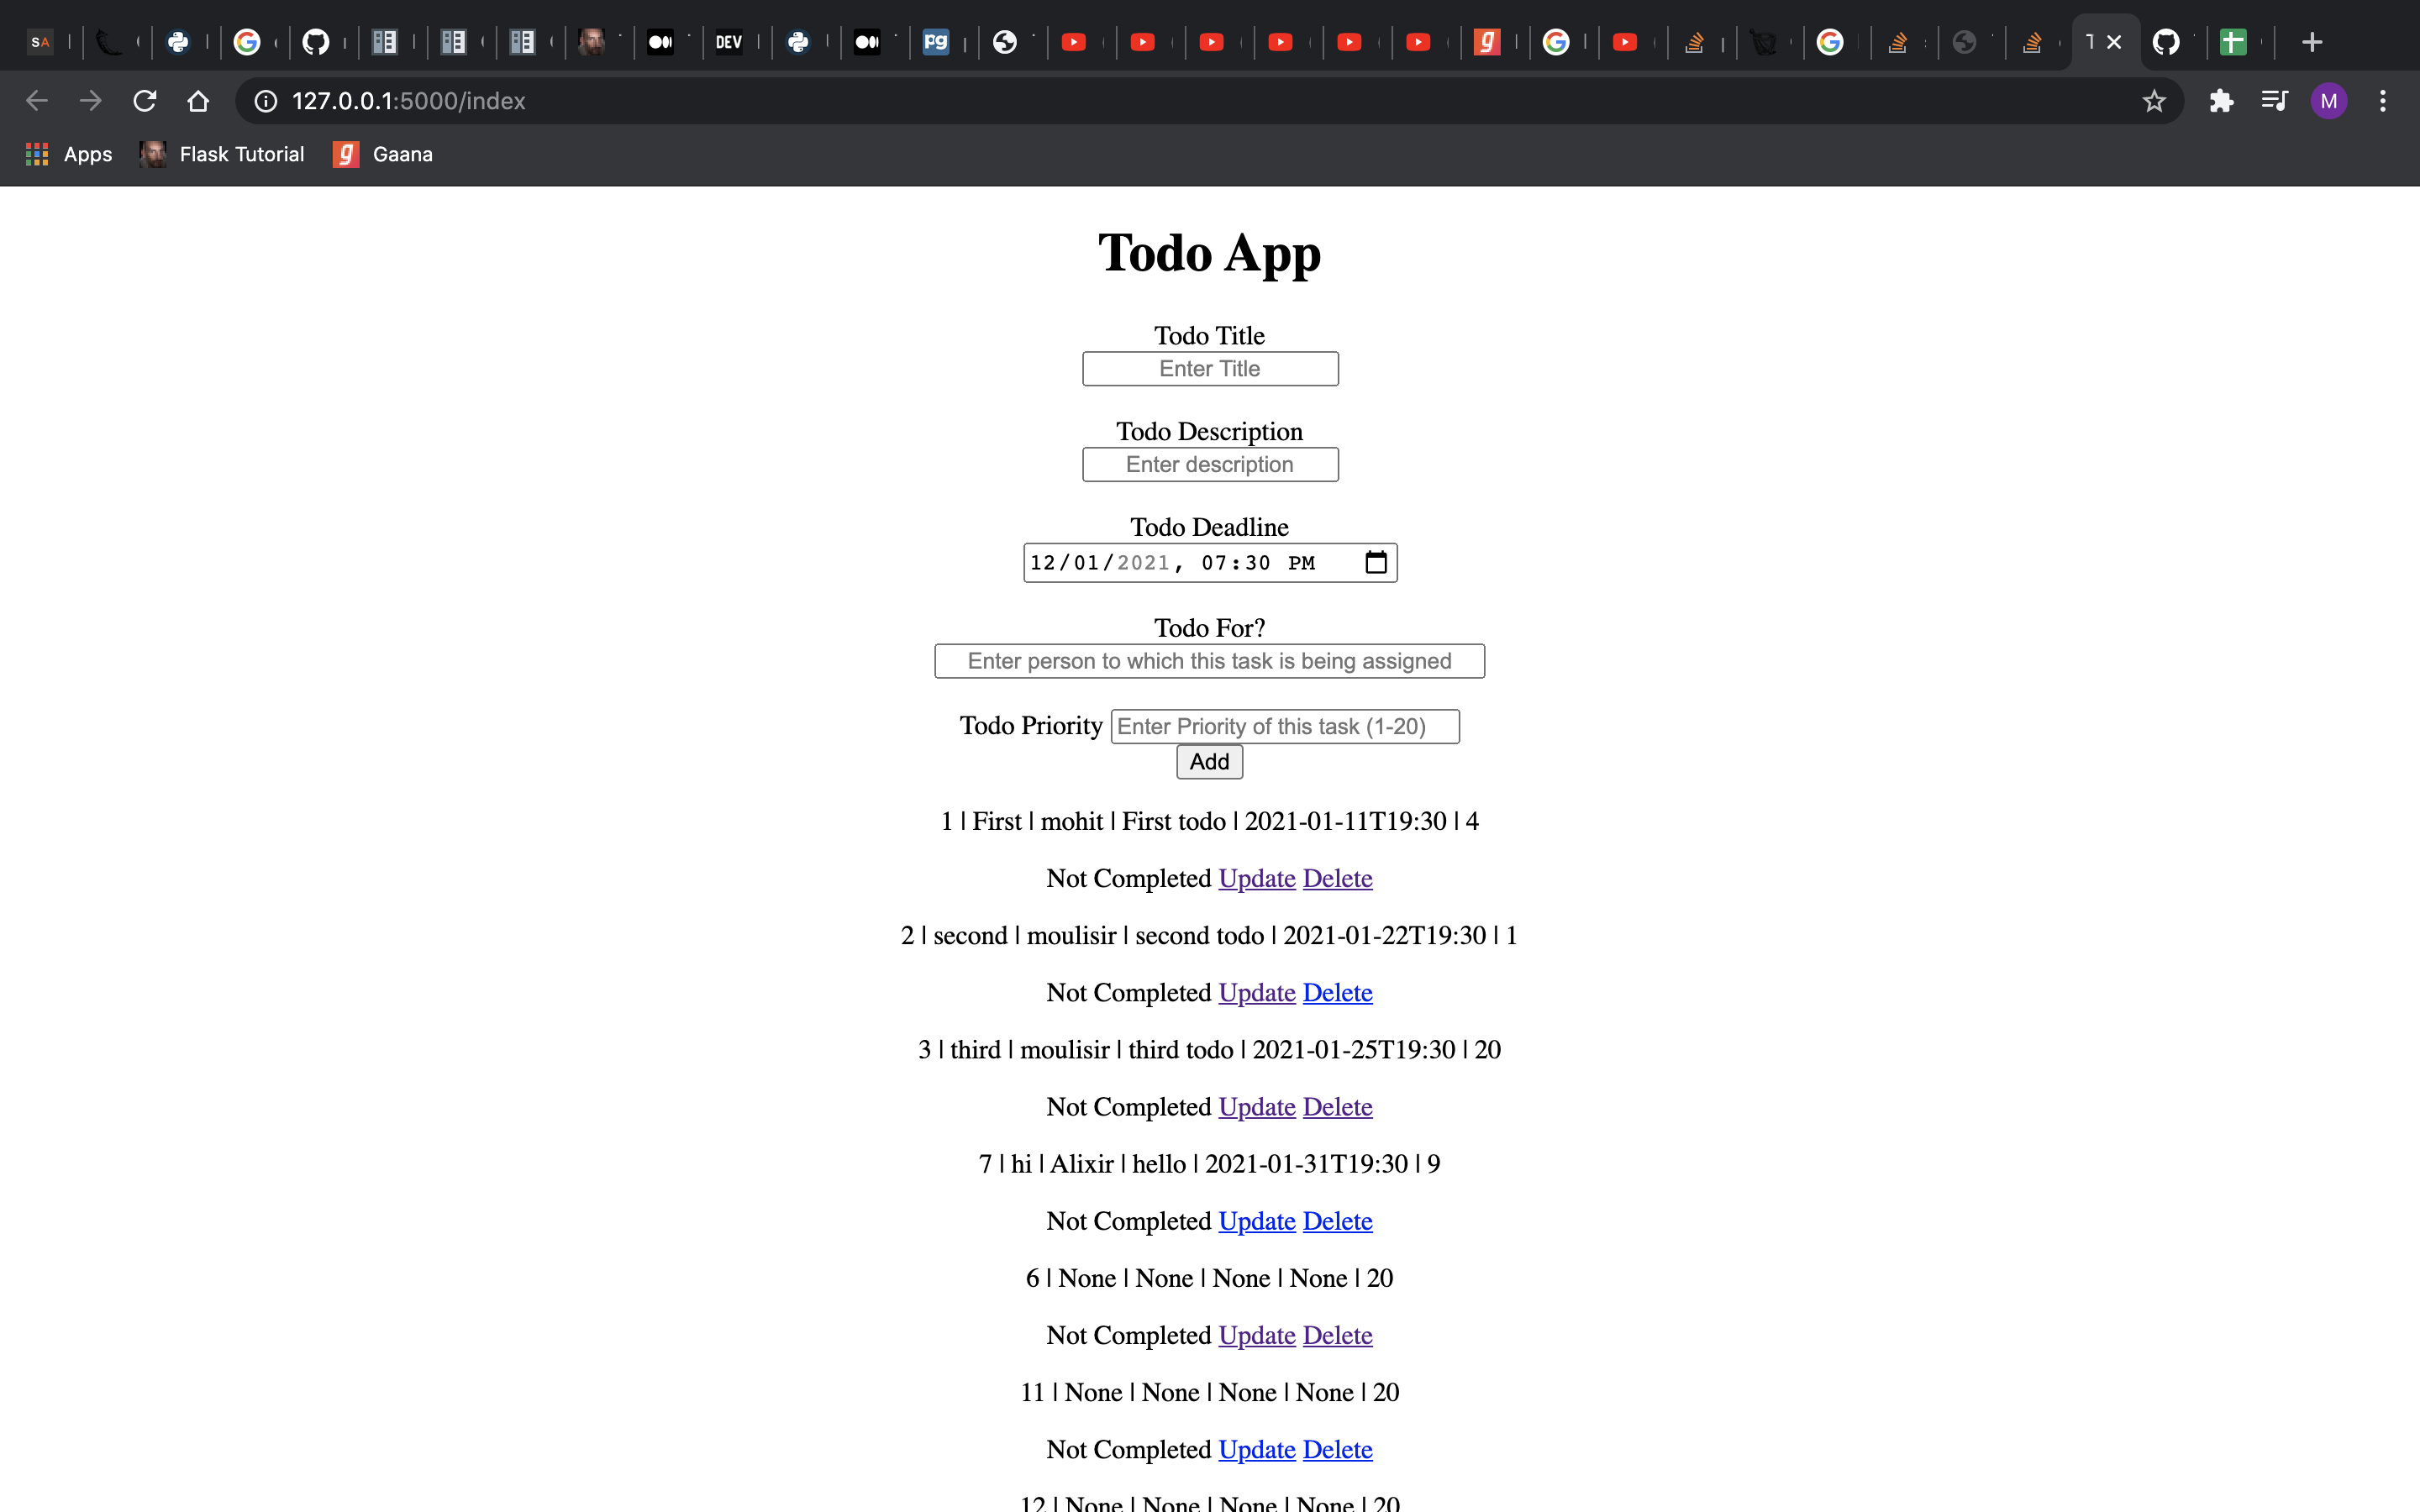 SA DEV pg g T
127.0.0.1:5000/index M
Apps Flask Tutorial g Gaana
Todo App
Todo Title
Enter Title
Todo Description
Enter description
Todo Deadline
12/01/2021, 07:30 PM
Todo For?
Enter person to which this task is being assigned
Todo Priority Enter Priority of this task (1-20)
Add
1 | First | mohit | First todo | 2021-01-11T19:30 | 4
Not Completed Update Delete
2 | second | moulisir | second todo | 2021-01-22T19:30 | 1
Not Completed Update Delete
3 | third | moulisir | third todo | 2021-01-25T19:30 | 20
Not Completed Update Delete
7 | hi | Alixir | hello | 2021-01-31T19:30 | 9
Not Completed Update Delete
6 | None | None | None | None | 20
Not Completed Update Delete
11 | None | None | None | None | 20
Not Completed Update Delete
12 | None | None | None | None | 20